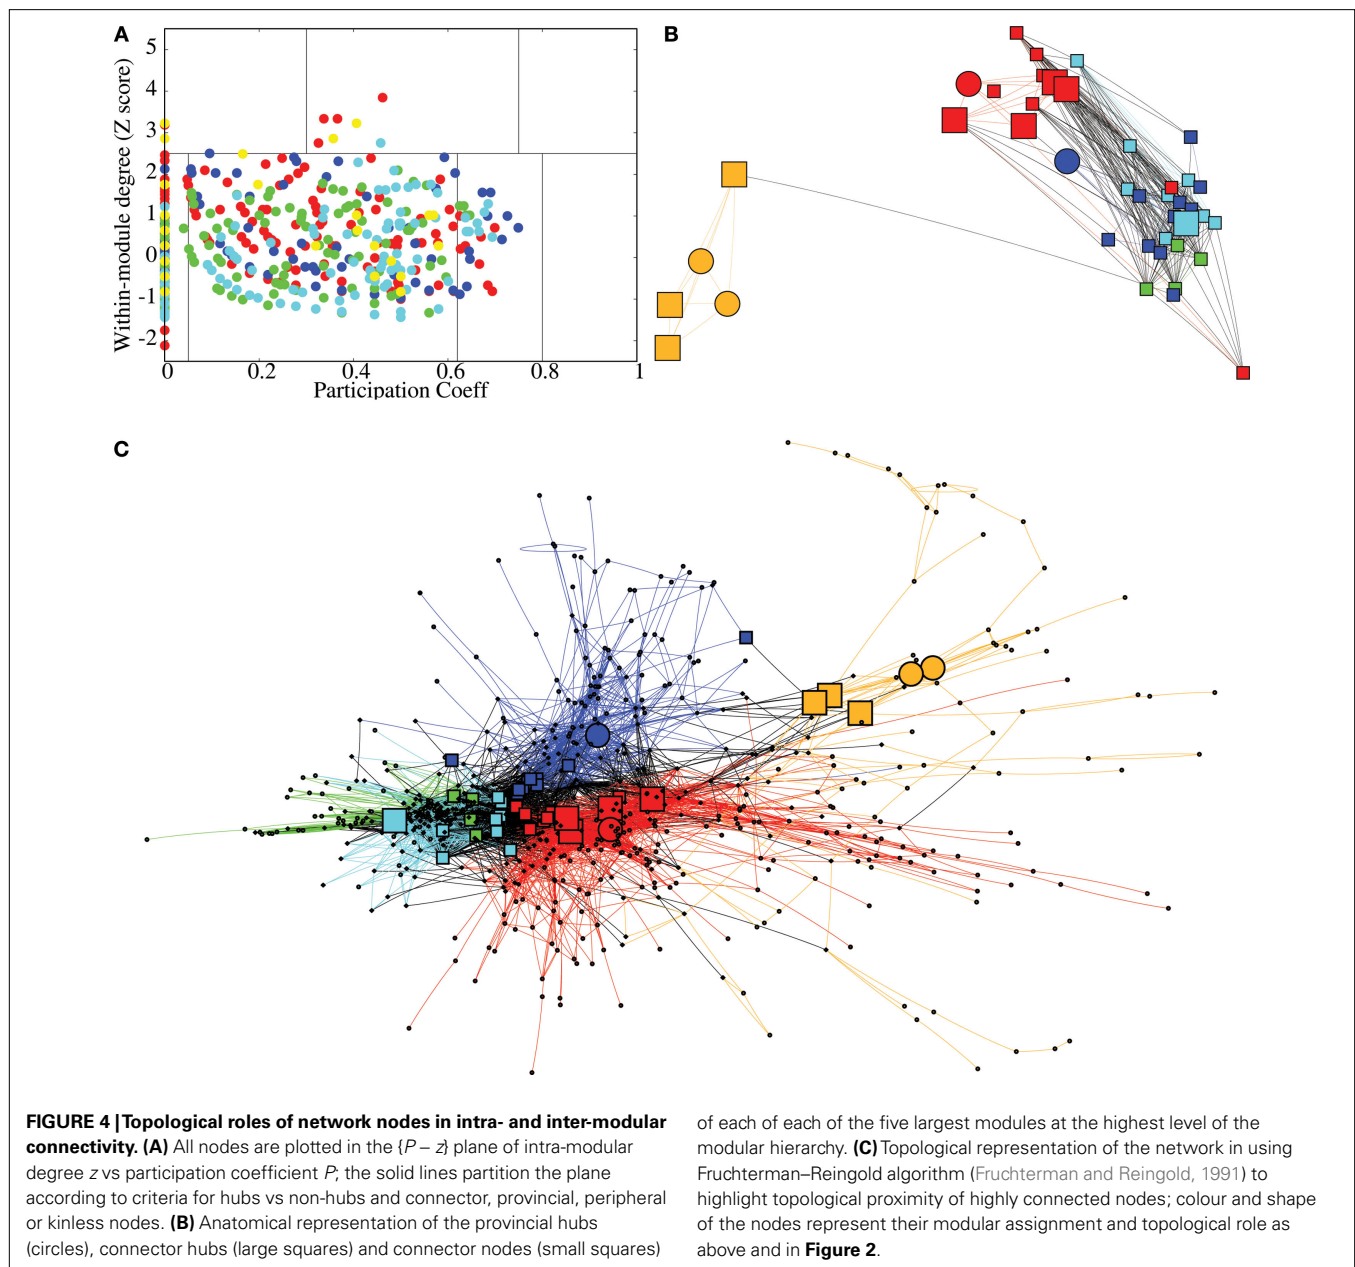 A
B
Within-module degree (Z score)
5
4
3
2
1
0
-1
-2
0
0.2
0.4
0.6
0.8
1
Participation Coeff
C
FIGURE 4 | Topological roles of network nodes in intra- and inter-modular
connectivity. (A) All nodes are plotted in the {P – z} plane of intra-modular
degree z vs participation coefficient P; the solid lines partition the plane
according to criteria for hubs vs non-hubs and connector, provincial, peripheral
or kinless nodes. (B) Anatomical representation of the provincial hubs
(circles), connector hubs (large squares) and connector nodes (small squares)
of each of each of the five largest modules at the highest level of the
modular hierarchy. (C) Topological representation of the network in using
Fruchterman–Reingold algorithm (Fruchterman and Reingold, 1991) to
highlight topological proximity of highly connected nodes; colour and shape
of the nodes represent their modular assignment and topological role as
above and in Figure 2.